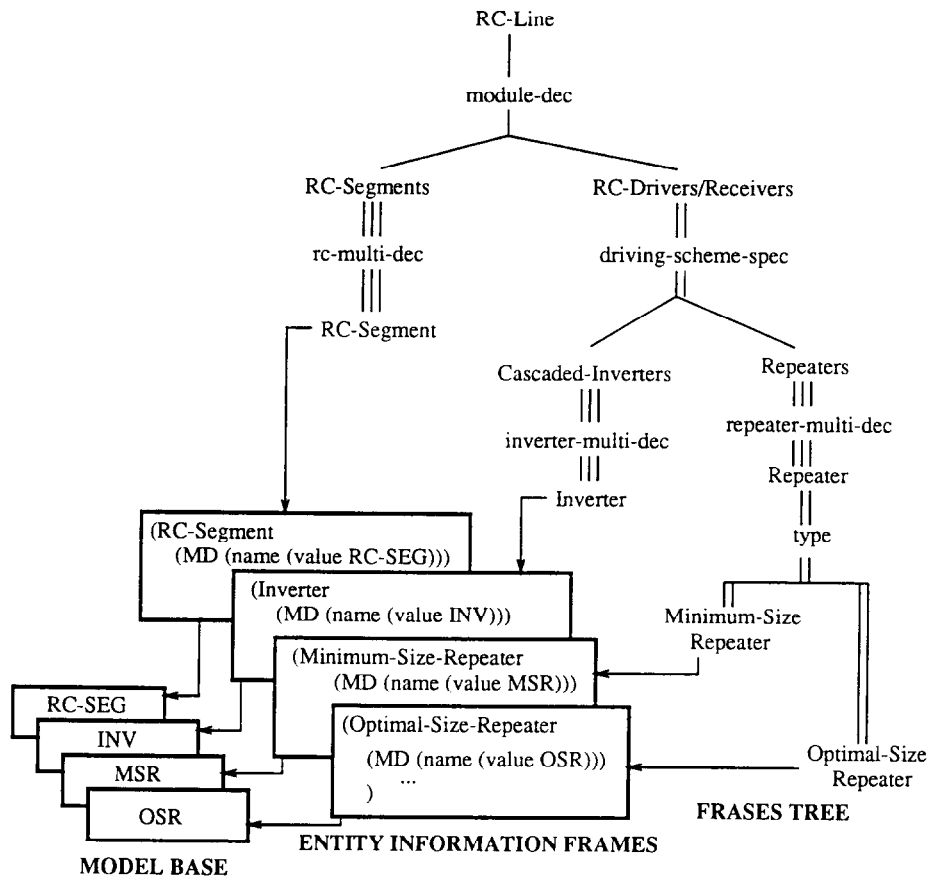 RC-Line
module-dec
RC-Segments
RC-Drivers/Receivers
rc-multi-dec
driving-scheme-spec
RC-Segment
Cascaded-Inverters
Repeaters
inverter-multi-dec
repeater-multi-dec
Inverter
Repeater
type
(RC-Segment
(MD (name (value RC-SEG)))
(Inverter
(MD (name (value INV)))
Minimum-Size
Repeater
(Minimum-Size-Repeater
(MD (name (value MSR)))
(Optimal-Size-Repeater
(MD (name (value OSR)))
...
)
Optimal-Size
Repeater
RC-SEG
INV
MSR
OSR
FRASES TREE
ENTITY INFORMATION FRAMES
MODEL BASE